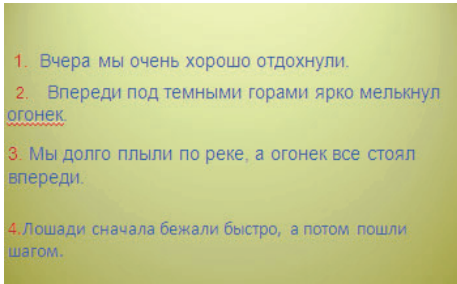 1. Вчера мы очень хорошо отдохнули.
2. Впереди под темными горами ярко мелькнул
огонек.
3. Мы долго плыли по реке, а огонек все стоял
впереди.
4.Лошади сначала бежали быстро, а потом пошли
шагом.